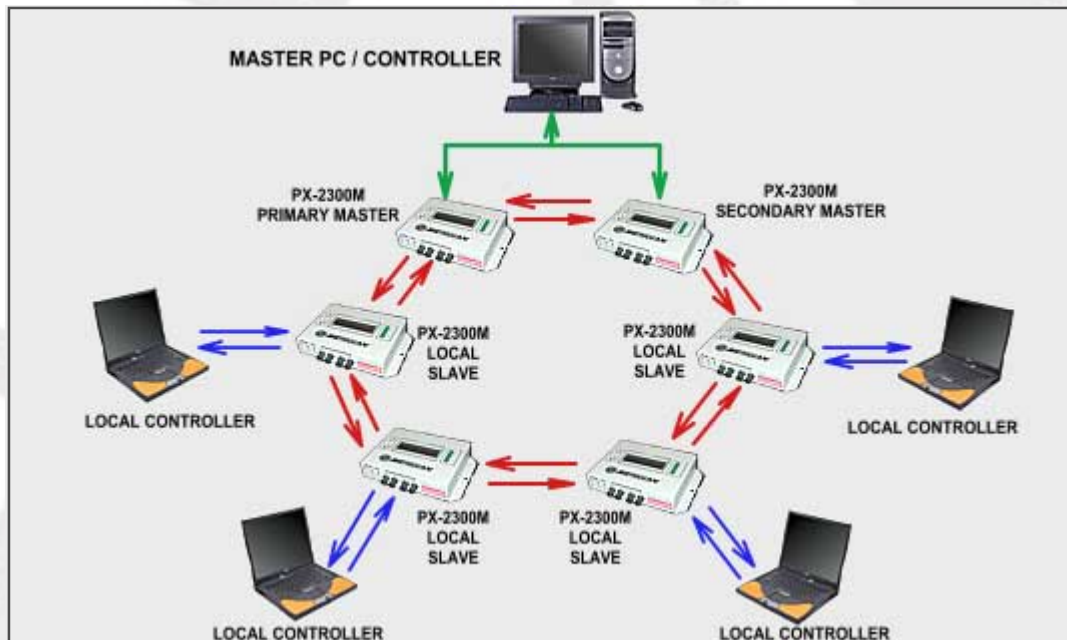 MASTER PC / CONTROLLER
PX-2300M
PRIMARY MASTER
PX-2300M
SECONDARY MASTER
PX-2300M
LOCAL
SLAVE
PX-2300M
LOCAL
SLAVE
LOCAL CONTROLLER
LOCAL CONTROLLER
PX-2300M
LOCAL
SLAVE
PX-2300M
LOCAL
SLAVE
LOCAL CONTROLLER
LOCAL CONTROLLER